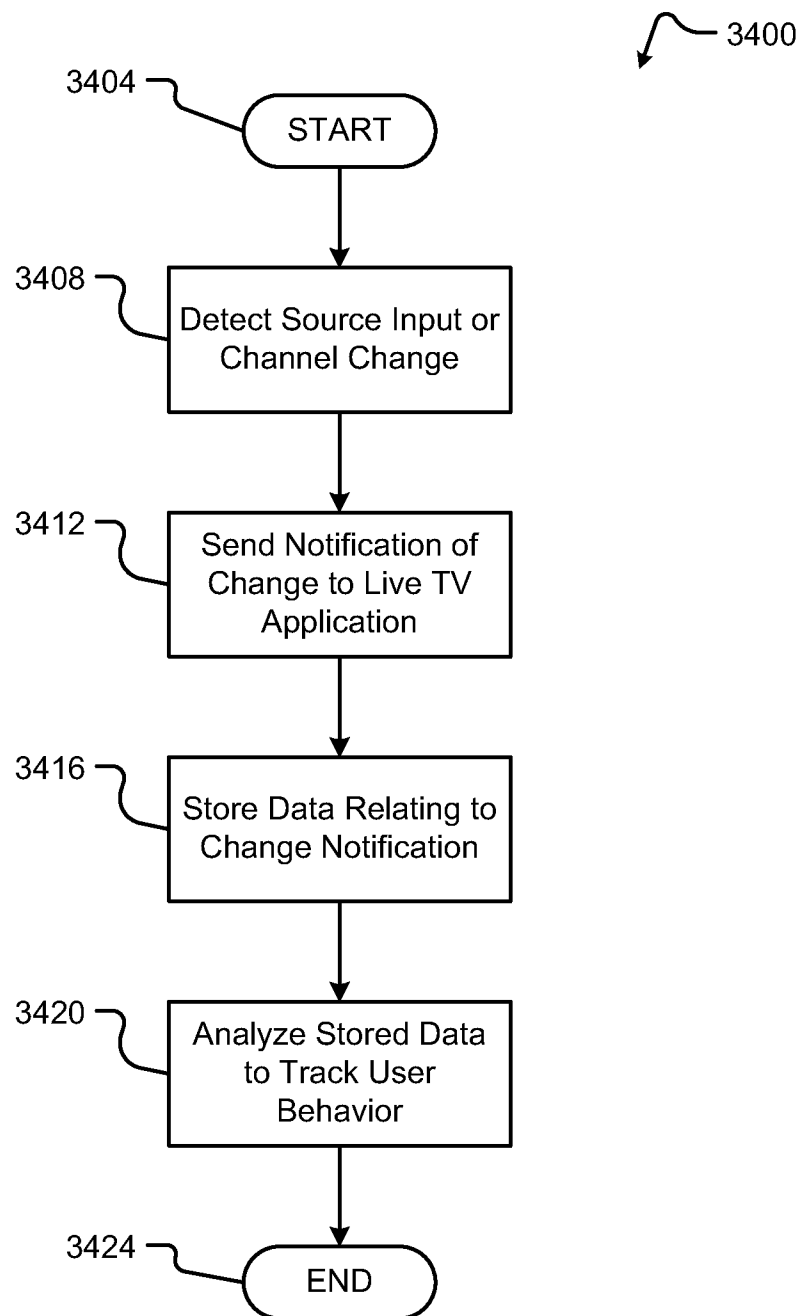 3400
3404
START
3408
Detect Source Input or
Channel Change
3412
Send Notification of
Change to Live TV
Application
3416
Store Data Relating to
Change Notification
3420
Analyze Stored Data
to Track User
Behavior
3424
END